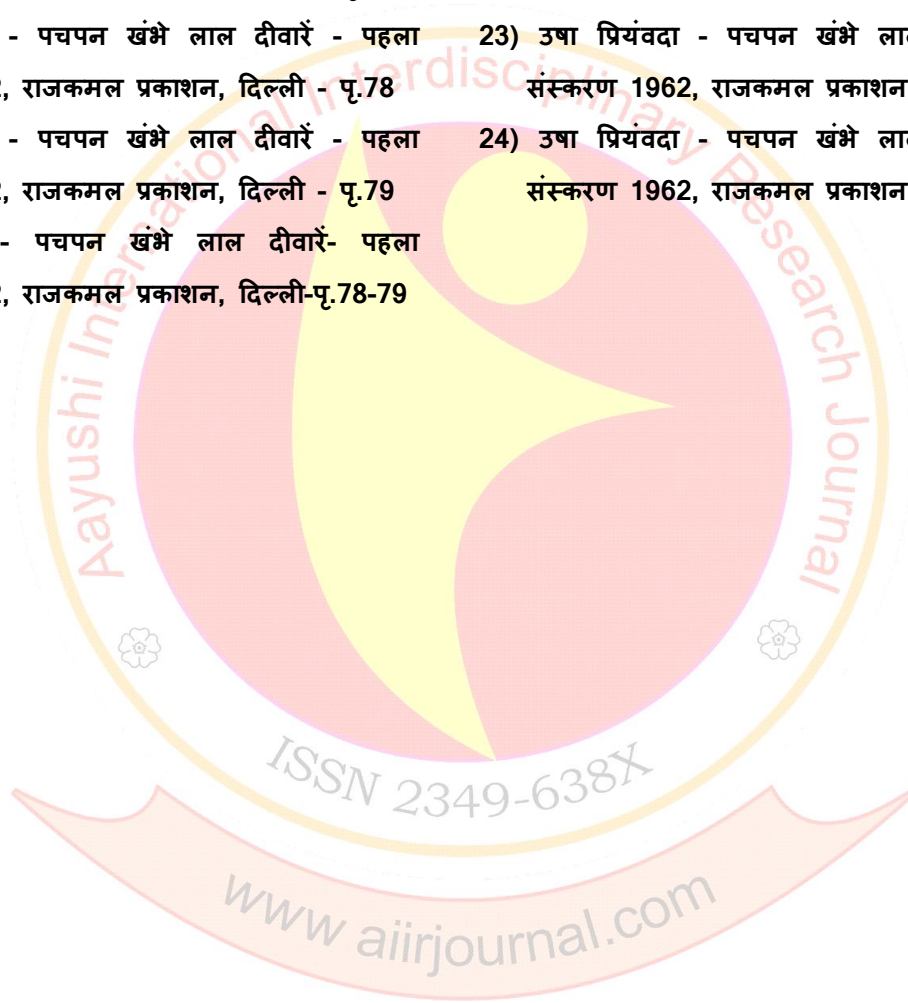 - पचपन खंभे लाल दीवारें - पहला
, राजकमल प्रकाशन, दिल्ली - पृ.78
- पचपन खंभे लाल दीवारें - पहला
, राजकमल प्रकाशन, दिल्ली - पृ.79
- पचपन खंभे लाल दीवारें- पहला
, राजकमल प्रकाशन, दिल्ली-पृ.78-79
23) उषा प्रियंवदा - पचपन खंभे
संस्करण 1962, राजकमल प्रकाशन
24) उषा प्रियंवदा - पचपन खंभे
संस्करण 1962, राजकमल प्रकाशन
Aayushi International Interdisciplinary Research Journal
ISSN 2349-638X
www aiirjournal.com